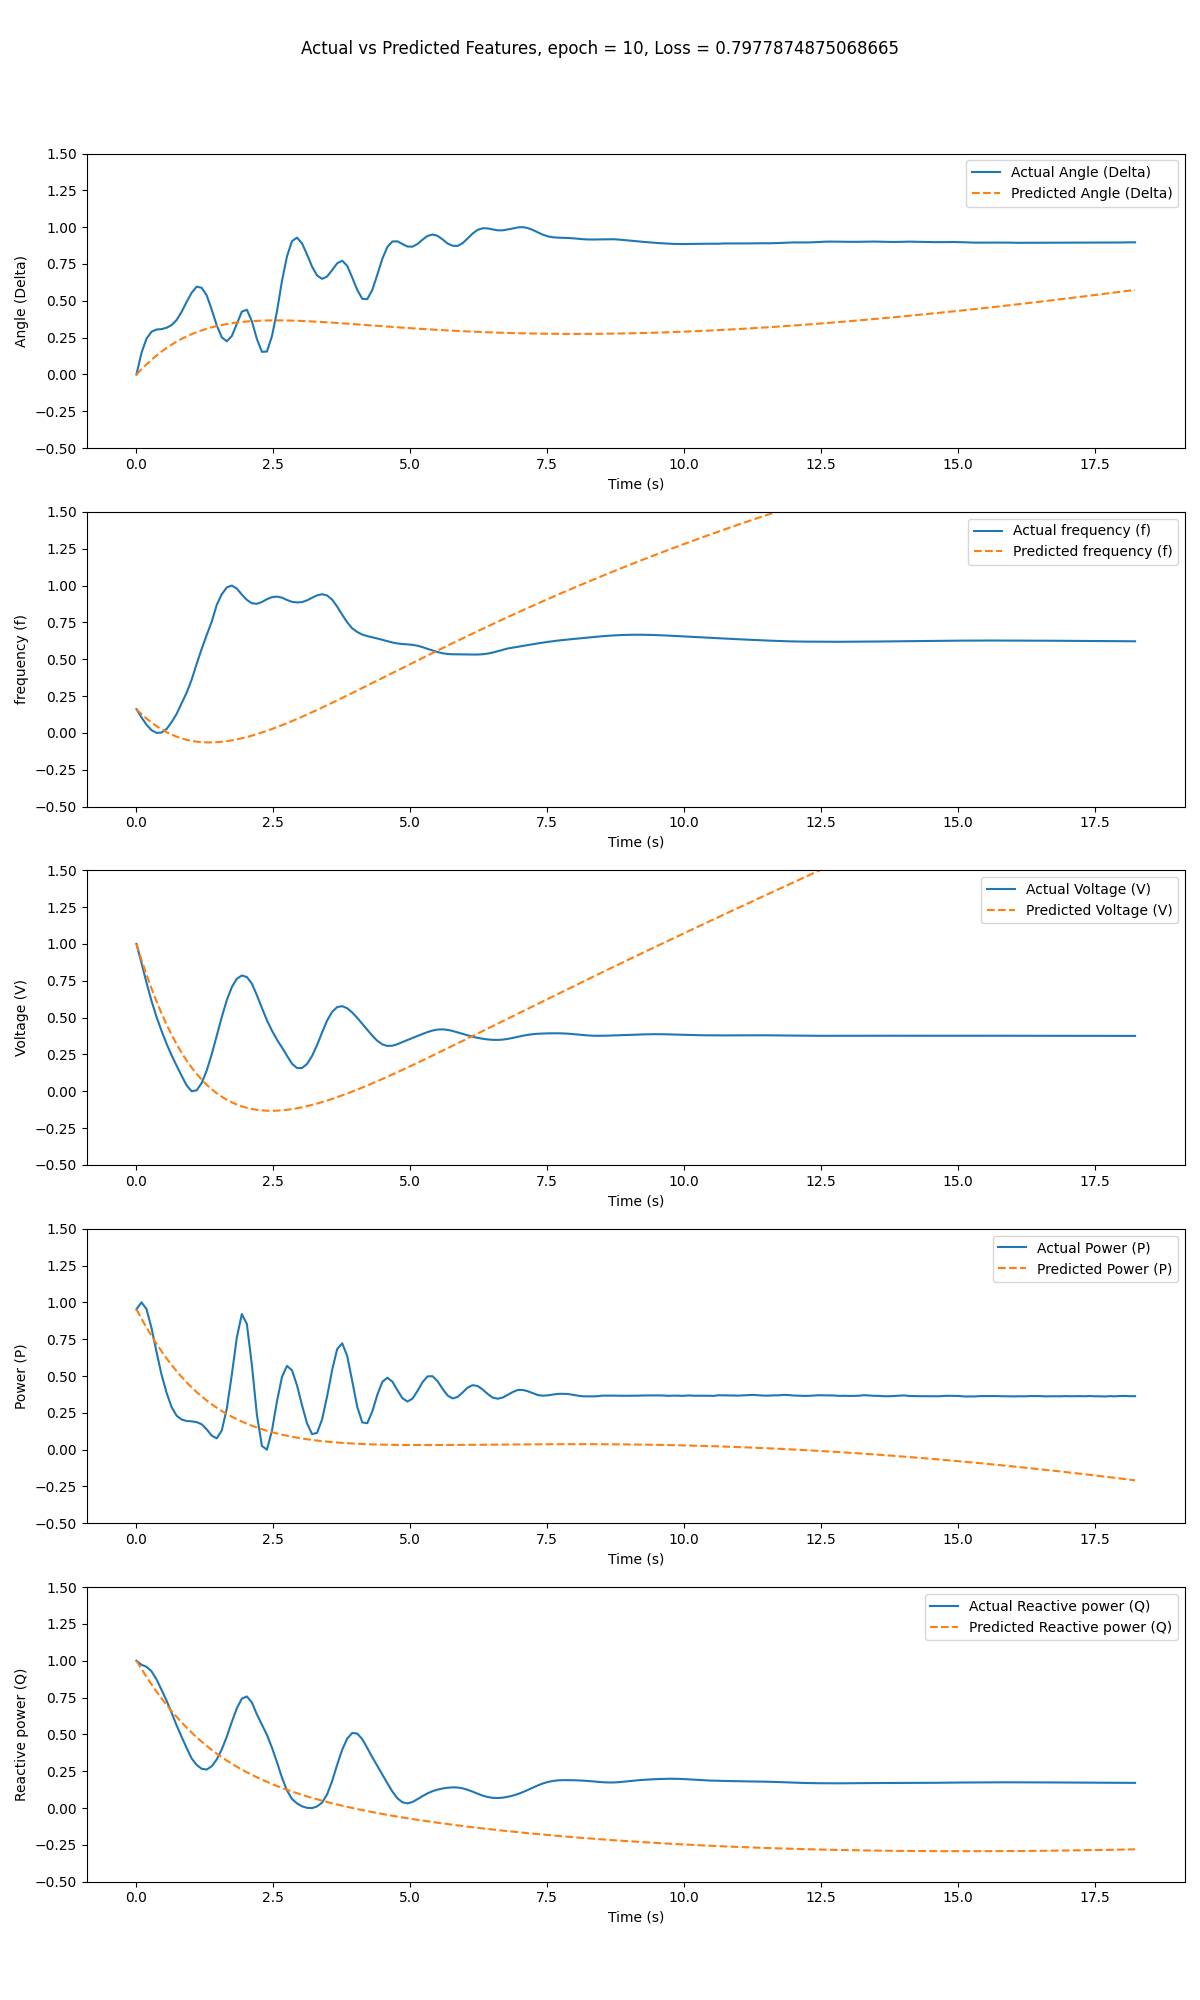 Actual vs Predicted Features, epoch = 10, Loss = 0.7977874875068665
1.50
1.25
1.00
0.75
0.50
0.25
0.00
−0.25
−0.50
Angle (Delta)
Actual Angle (Delta)
Predicted Angle (Delta)
0.0 2.5 5.0 7.5 10.0 12.5 15.0 17.5
Time (s)
1.50
1.25
1.00
0.75
0.50
0.25
0.00
−0.25
−0.50
frequency (f)
Actual frequency (f)
Predicted frequency (f)
0.0 2.5 5.0 7.5 10.0 12.5 15.0 17.5
Time (s)
1.50
1.25
1.00
0.75
0.50
0.25
0.00
−0.25
−0.50
Voltage (V)
Actual Voltage (V)
Predicted Voltage (V)
0.0 2.5 5.0 7.5 10.0 12.5 15.0 17.5
Time (s)
1.50
1.25
1.00
0.75
0.50
0.25
0.00
−0.25
−0.50
Power (P)
Actual Power (P)
Predicted Power (P)
0.0 2.5 5.0 7.5 10.0 12.5 15.0 17.5
Time (s)
1.50
1.25
1.00
0.75
0.50
0.25
0.00
−0.25
−0.50
Reactive power (Q)
Actual Reactive power (Q)
Predicted Reactive power (Q)
0.0 2.5 5.0 7.5 10.0 12.5 15.0 17.5
Time (s)